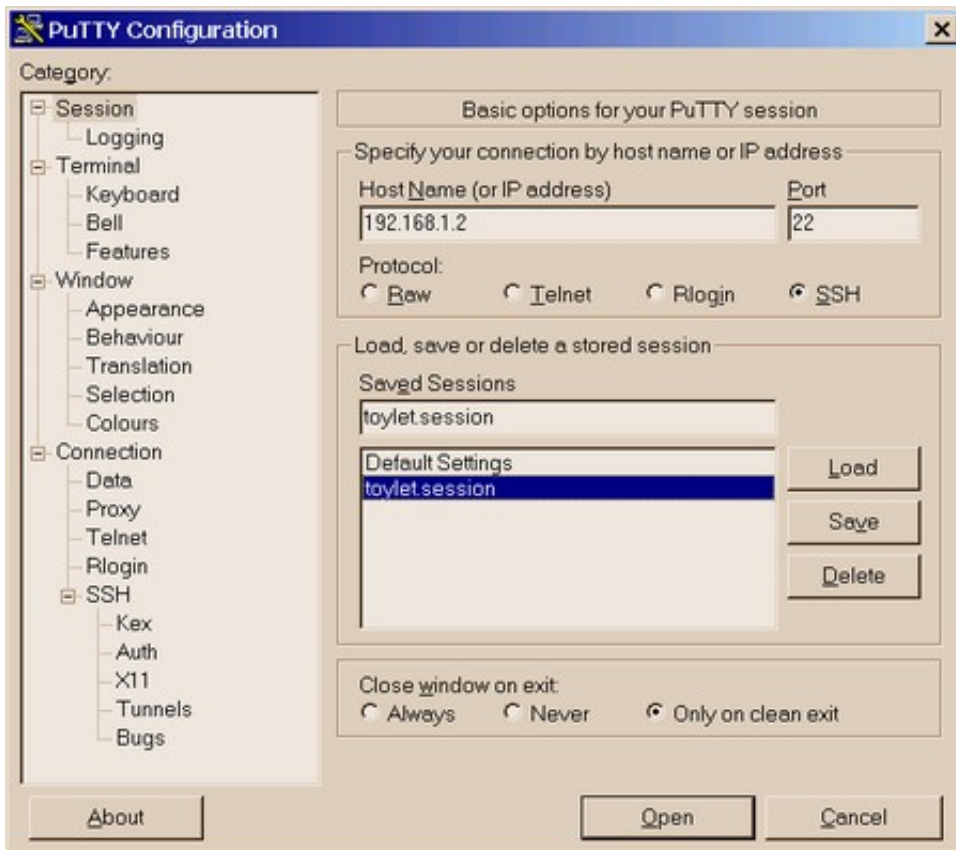 PuTTY Configuration
Category:
Session
Logging
Terminal
Keyboard
Bell
Features
Window
Appearance
Behaviour
Translation
Selection
Colours
Connection
Data
Proxy
Telnet
Rlogin
SSH
Kex
Auth
X11
Tunnels
Bugs
Basic options for your PuTTY session
Specify your connection by host name or IP address
Host Name (or IP address) Port
192.168.1.2 22
Protocol:
Raw Telnet Rlogin SSH
Load, save or delete a stored session
Saved Sessions
toylet.session
Default Settings
toylet.session
Load
Save
Delete
Close window on exit:
Always Never Only on clean exit
About Open Cancel